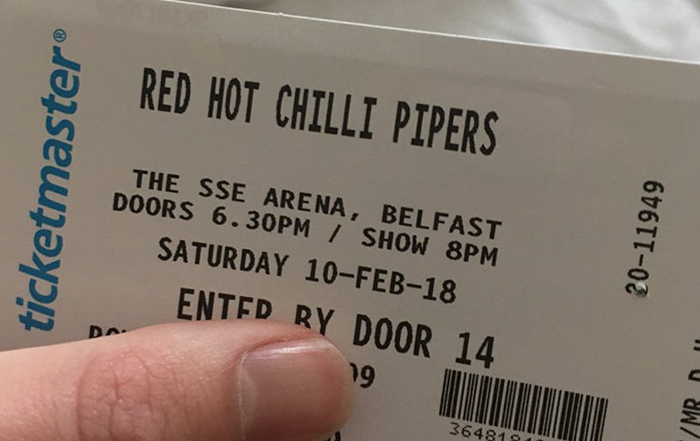 ticketmaster®
RED HOT CHILLI PIPERS
THE SSE ARENA, BELFAST
DOORS 6.30PM / SHOW 8PM
SATURDAY 10-FEB-18
ENTER BY DOOR 14
20-11949